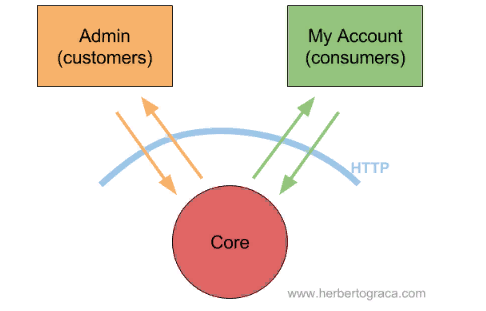 Admin
(customers)
My Account
(consumers)
HTTP
Core
www.herbertograca.com